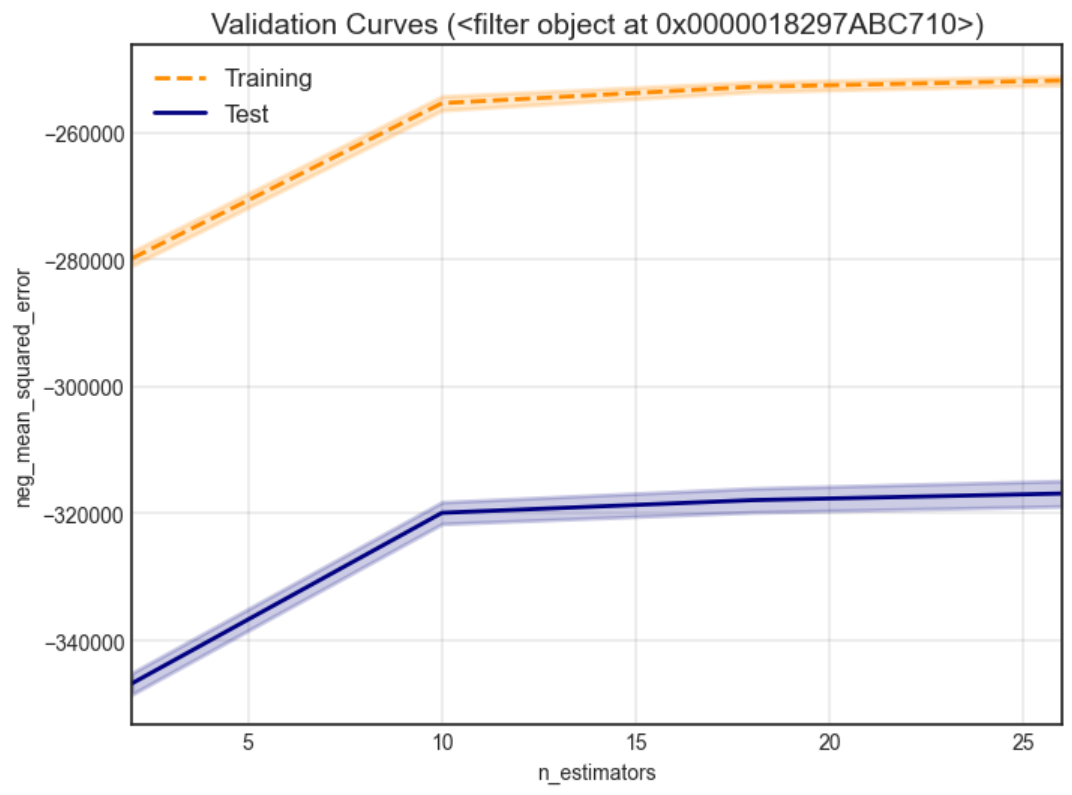 Validation Curves (<filter object at 0x0000018297ABC710>)
Training
Test
−260000
−280000
−300000
−320000
−340000
neg_mean_squared_error
5
10
15
20
25
n_estimators